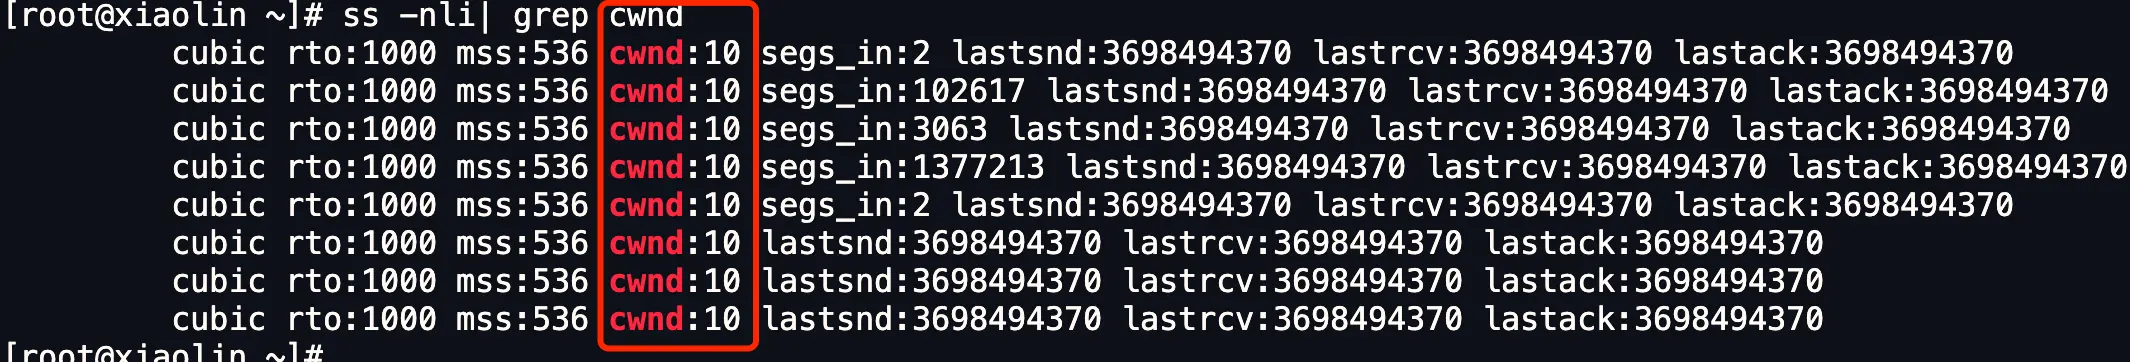 [root@xiaolin ~]# ss -nli| grep cwnd
cubic rto:1000 mss:536 cwnd:10 segs_in:2 lastsnd:3698494370 lastrcv:3698494370 lastack:3698494370
cubic rto:1000 mss:536 cwnd:10 segs_in:102617 lastsnd:3698494370 lastrcv:3698494370 lastack:3698494370
cubic rto:1000 mss:536 cwnd:10 segs_in:3063 lastsnd:3698494370 lastrcv:3698494370 lastack:3698494370
cubic rto:1000 mss:536 cwnd:10 segs_in:1377213 lastsnd:3698494370 lastrcv:3698494370 lastack:3698494370
cubic rto:1000 mss:536 cwnd:10 segs_in:2 lastsnd:3698494370 lastrcv:3698494370 lastack:3698494370
cubic rto:1000 mss:536 cwnd:10 lastsnd:3698494370 lastrcv:3698494370 lastack:3698494370
cubic rto:1000 mss:536 cwnd:10 lastsnd:3698494370 lastrcv:3698494370 lastack:3698494370
cubic rto:1000 mss:536 cwnd:10 lastsnd:3698494370 lastrcv:3698494370 lastack:3698494370
[root@xiaolin ~]#